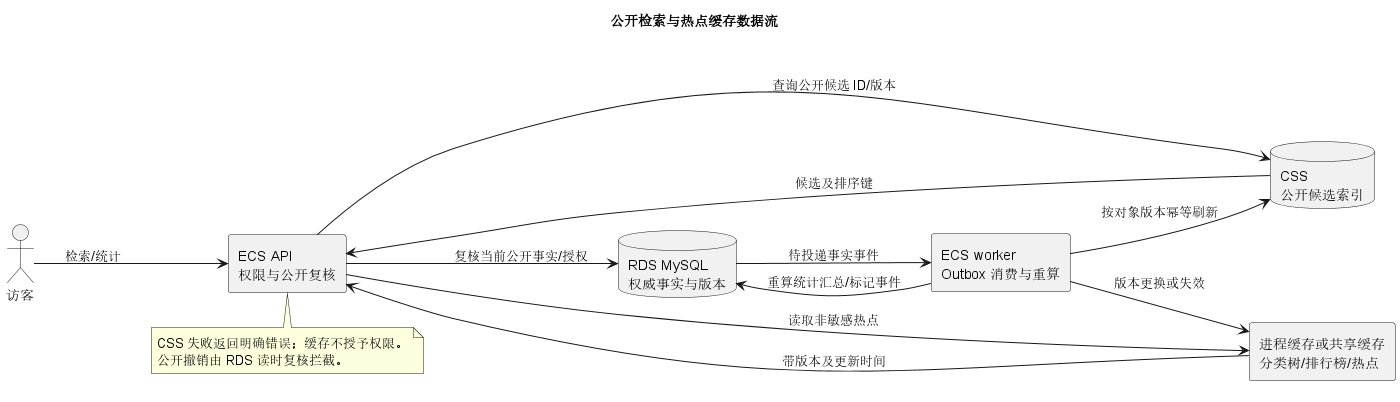 公开检索与热点缓存数据流
查询公开候选 ID/版本
CSS
公开候选索引
候选及排序键
按对象版本幂等刷新
访客
检索/统计
ECS API
权限与公开复核
复核当前公开事实/授权
RDS MySQL
权威事实与版本
待投递事实事件
重算统计汇总/标记事件
ECS worker
Outbox 消费与重算
版本更换或失效
读取非敏感热点
带版本及更新时间
进程缓存或共享缓存
分类树/排行榜/热点
CSS 失败返回明确错误；缓存不授予权限。
公开撤销由 RDS 读时复核拦截。